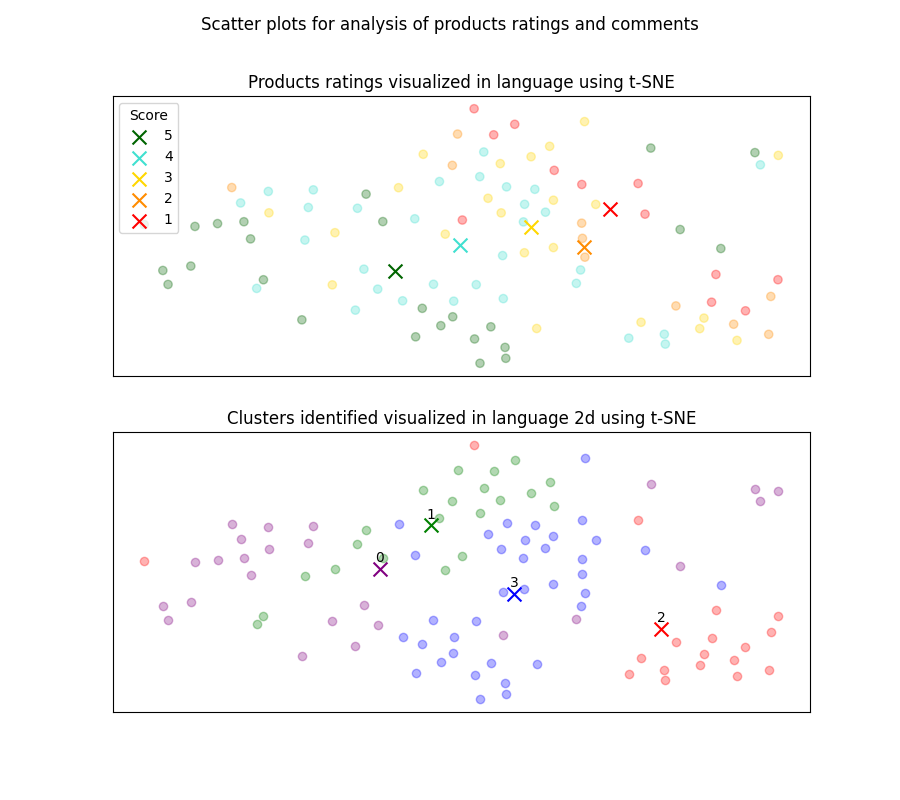 Scatter plots for analysis of products ratings and comments
Products ratings visualized in language using t-SNE
Score
5
4
3
2
1
Clusters identified visualized in language 2d using t-SNE
1
0
3
2